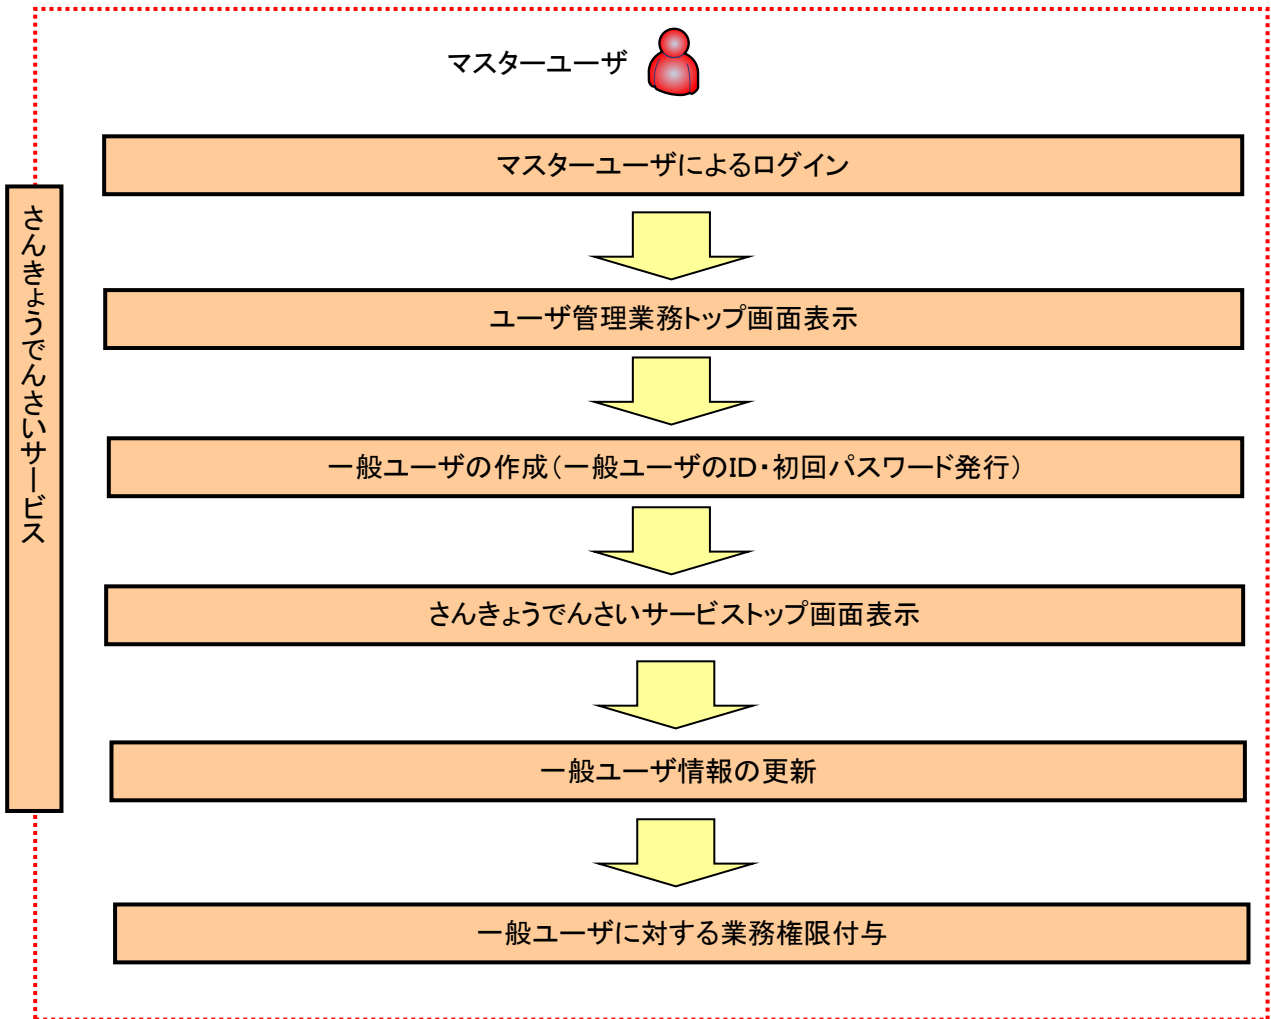 マスターユーザ
マスターユーザによるログイン
さんきょうでんさいサービス
ユーザ管理業務トップ画面表示
一般ユーザの作成（一般ユーザのID・初回パスワード発行）
さんきょうでんさいサービストップ画面表示
一般ユーザ情報の更新
一般ユーザに対する業務権限付与